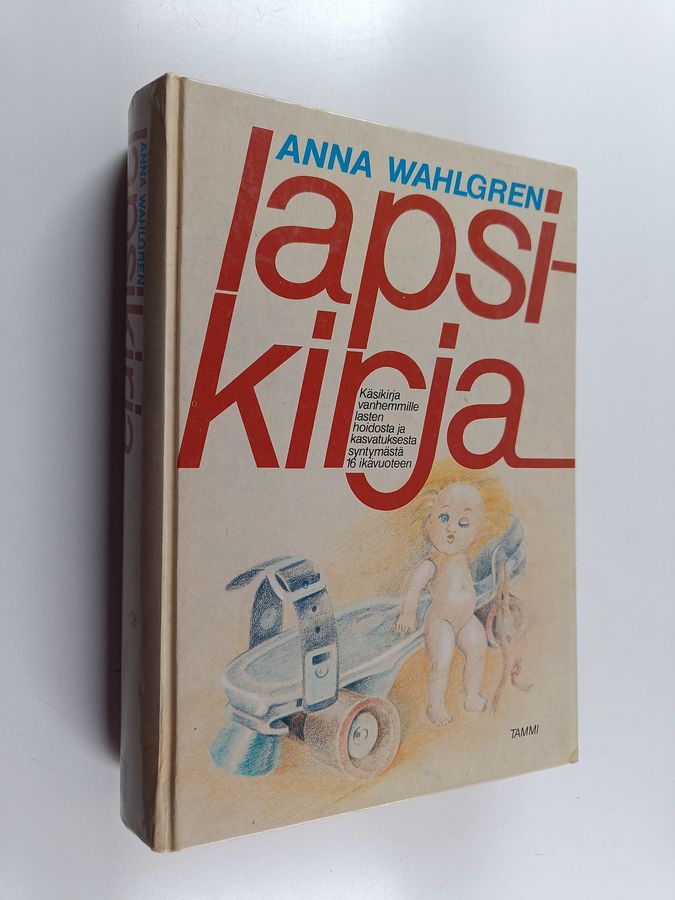 ANNA WAHLGREN
lapsi-
kirja
Käsikirja
vanhemmille
lasten
hoidosta ja
kasvatuksesta
syntymästä
16 ikävuoteen
TAMMI
ANNA WAHLGREN
lapsikirja